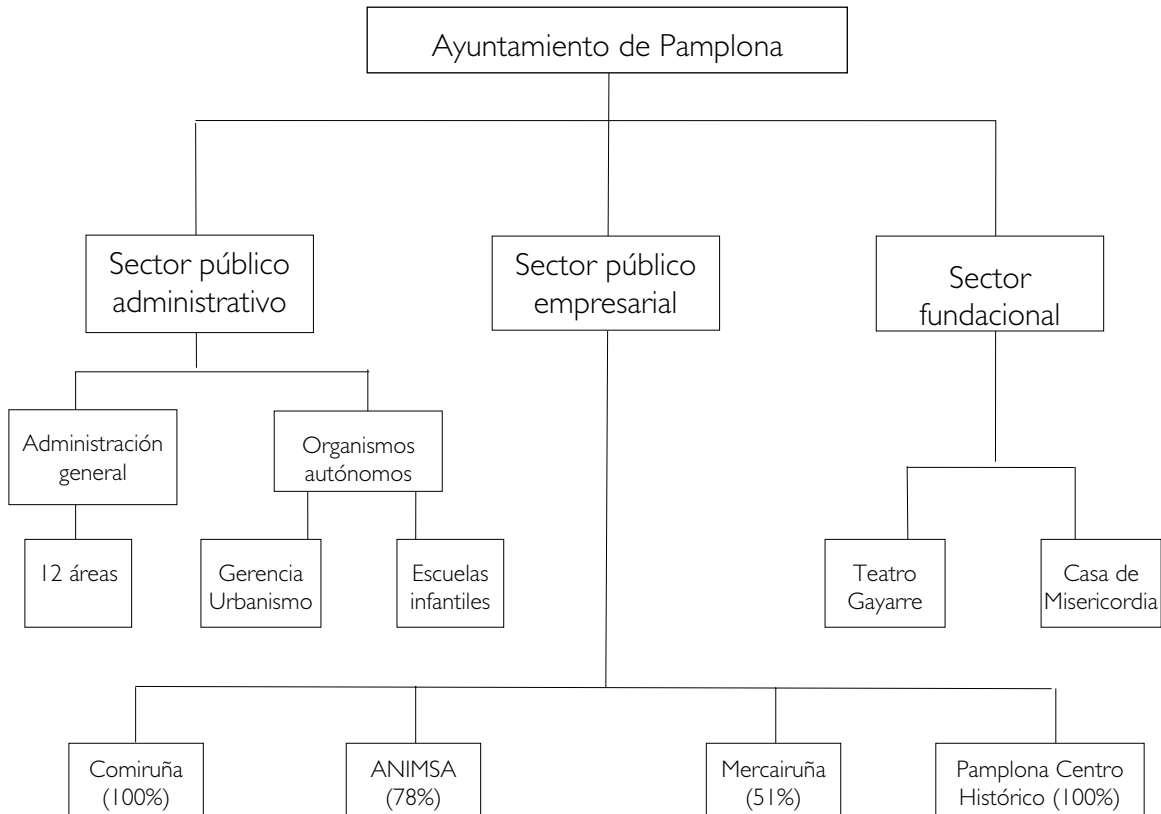 Ayuntamiento de Pamplona
Sector público
administrativo
Sector público
empresarial
Sector
fundacional
Administración
general
Organismos
autónomos
12 áreas
Gerencia
Urbanismo
Escuelas
infantiles
Teatro
Gayarre
Casa de
Misericordia
Comiruña
(100%)
ANIMSA
(78%)
Mercairuña
(51%)
Pamplona Centro
Histórico (100%)